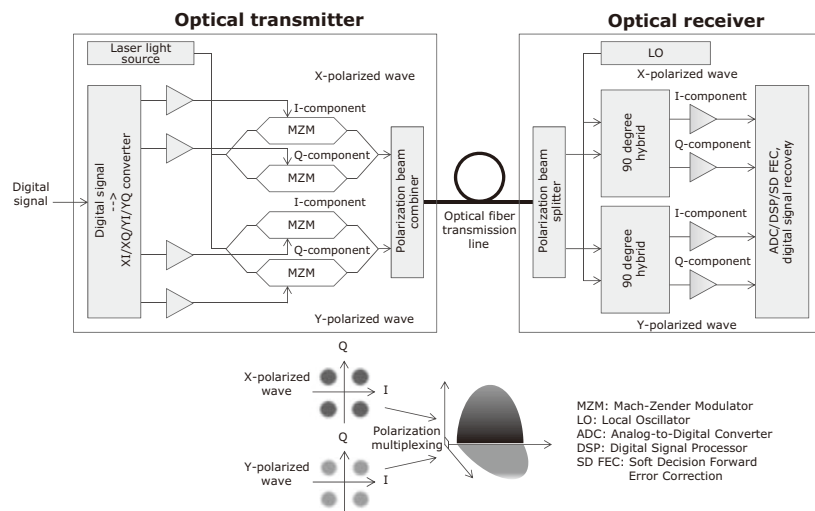 Optical transmitter
Laser light
source
X-polarized wave
I-component
MZM
Q-component
MZM
I-component
Q-component
MZM
MZM
Y-polarized wave
Digital
signal
Digital signal
-->
XI/XQ/YI/YQ converter
Polarization beam
combiner
Optical fiber
transmission
line
Optical receiver
LO
X-polarized wave
I-component
Q-component
90 degree
hybrid
I-component
Q-component
90 degree
hybrid
Y-polarized wave
Polarization beam
splitter
ADC/DSP/SD FEC,
digital signal recovery
Q
X-polarized
wave
I
Q
Y-polarized
wave
I
Polarization
multiplexing
MZM: Mach-Zender Modulator
LO: Local Oscillator
ADC: Analog-to-Digital Converter
DSP: Digital Signal Processor
SD FEC: Soft Decision Forward
Error Correction